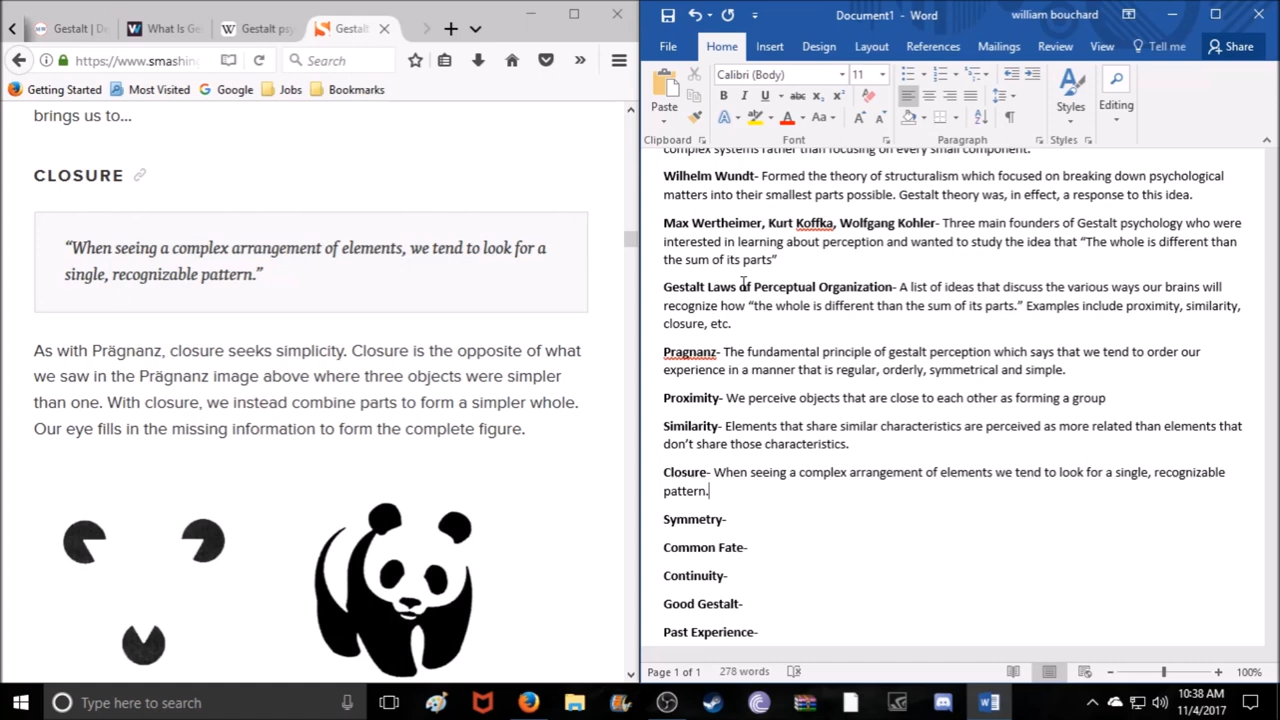 Gestalt | De
What Is Ge
Gestalt psy
Gestalt
https://www.smashing
Search
Getting Started
Most Visited
Google
Jobs
Bookmarks
brings us to...
CLOSURE
“When seeing a complex arrangement of elements, we tend to look for a
single, recognizable pattern.”
As with Prägnanz, closure seeks simplicity. Closure is the opposite of what
we saw in the Prägnanz image above where three objects were simpler
than one. With closure, we instead combine parts to form a simpler whole.
Our eye fills in the missing information to form the complete figure.
Document1 - Word
william bouchard
File Home Insert Design Layout References Mailings Review View Tell me Share
Paste
Calibri (Body) 11
B I U abc x₂ x²
A aby A Aa A A
Styles
Editing
Clipboard Font Paragraph Styles
complex systems rather than focusing on every small component.
Wilhelm Wundt- Formed the theory of structuralism which focused on breaking down psychological
matters into their smallest parts possible. Gestalt theory was, in effect, a response to this idea.
Max Wertheimer, Kurt Koffka, Wolfgang Kohler- Three main founders of Gestalt psychology who were
interested in learning about perception and wanted to study the idea that “The whole is different than
the sum of its parts”
Gestalt Laws of Perceptual Organization- A list of ideas that discuss the various ways our brains will
recognize how “the whole is different than the sum of its parts.” Examples include proximity, similarity,
closure, etc.
Pragnanz- The fundamental principle of gestalt perception which says that we tend to order our
experience in a manner that is regular, orderly, symmetrical and simple.
Proximity- We perceive objects that are close to each other as forming a group
Similarity- Elements that share similar characteristics are perceived as more related than elements that
don’t share those characteristics.
Closure- When seeing a complex arrangement of elements we tend to look for a single, recognizable
pattern.
Symmetry-
Common Fate-
Continuity-
Good Gestalt-
Past Experience-
Page 1 of 1 278 words
100%
Type here to search
10:38 AM
11/4/2017